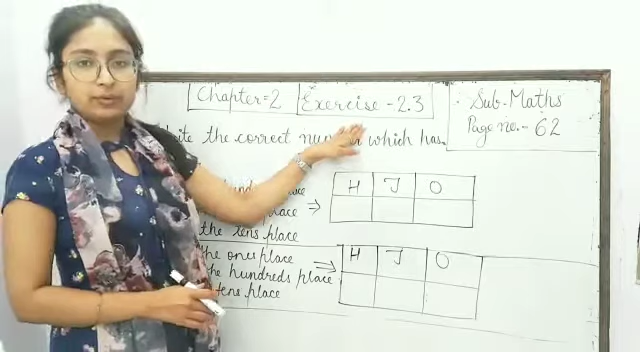 Chapter=2 Exercise - 2.3
Sub-Maths
Page no.- 62
the correct number which has
H T O
place →
the tens place
the ones place ⇒ H T O
the hundreds place
tens place